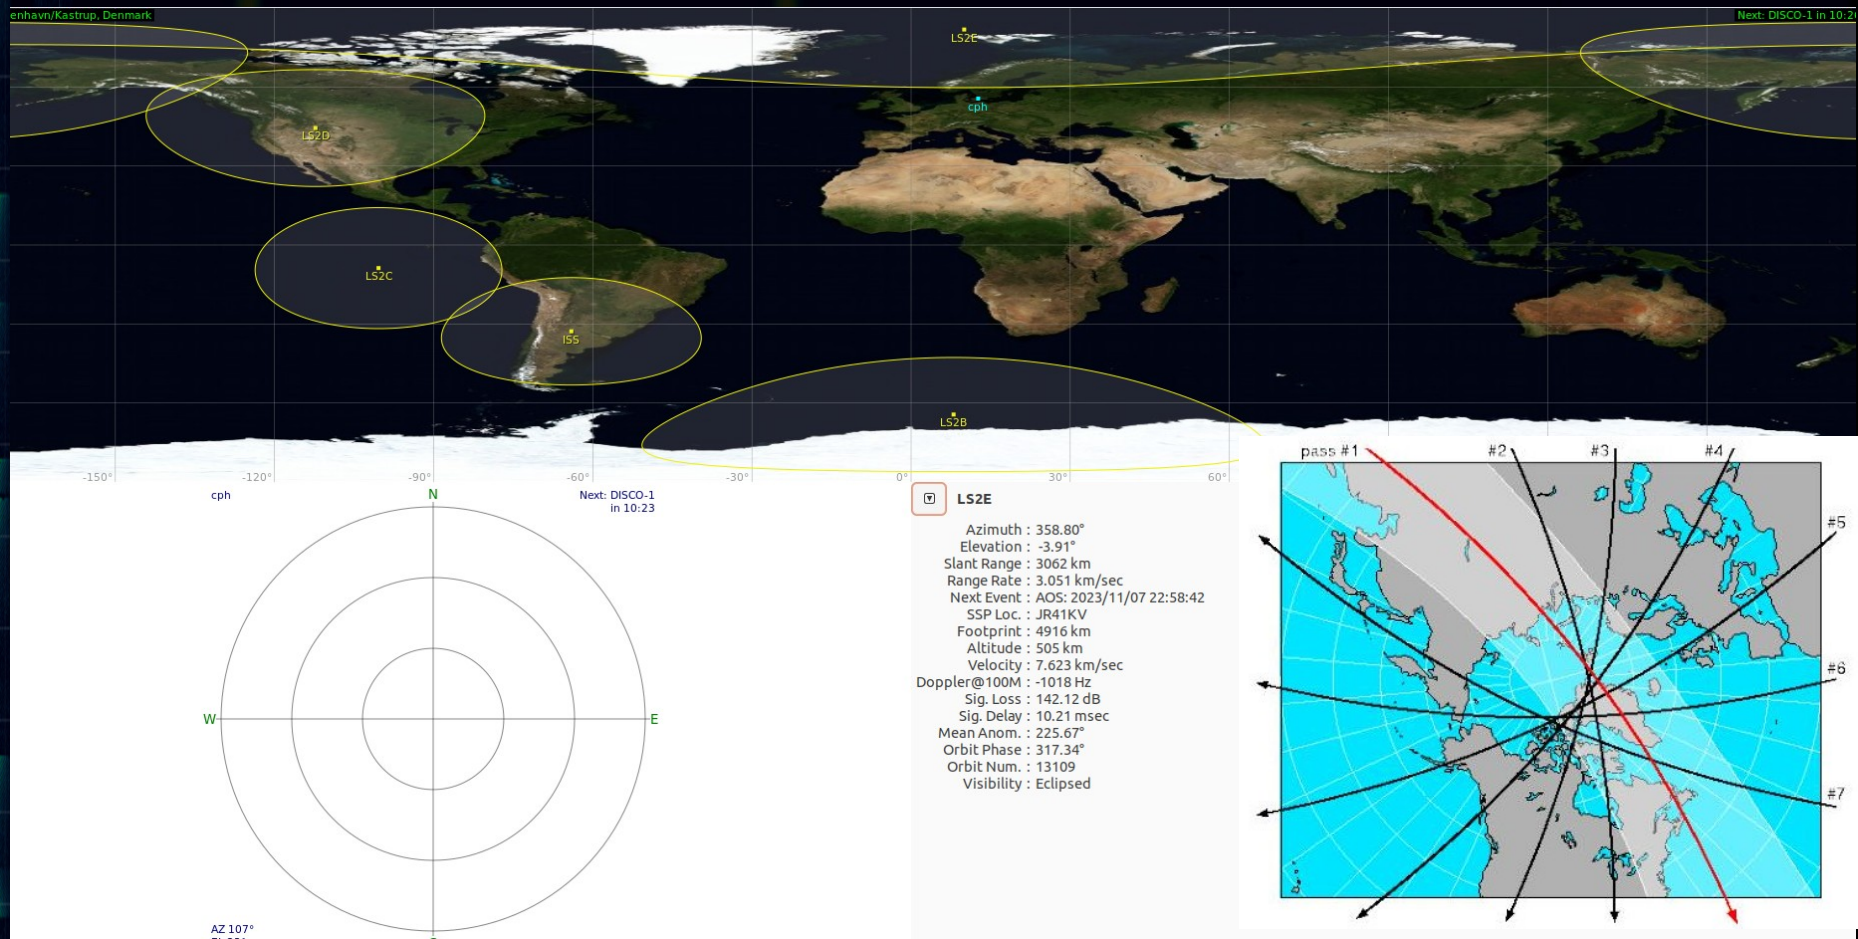 enhavn/Kastrup, Denmark
Next: DISCO-1 in 10:2
LS2E
cph
LS2D
LS2C
ISS
LS2B
-150°
-120°
-90°
-60°
-30°
0°
30°
60°
cph
N
Next: DISCO-1
in 10:23
W
E
AZ 107°
LS2E
Azimuth : 358.80°
Elevation : -3.91°
Slant Range : 3062 km
Range Rate : 3.051 km/sec
Next Event : AOS: 2023/11/07 22:58:42
SSP Loc. : JR41KV
Footprint : 4916 km
Altitude : 505 km
Velocity : 7.623 km/sec
Doppler@100M : -1018 Hz
Sig. Loss : 142.12 dB
Sig. Delay : 10.21 msec
Mean Anom. : 225.67°
Orbit Phase : 317.34°
Orbit Num. : 13109
Visibility : Eclipsed
pass #1
#2
#3
#4
#5
#6
#7